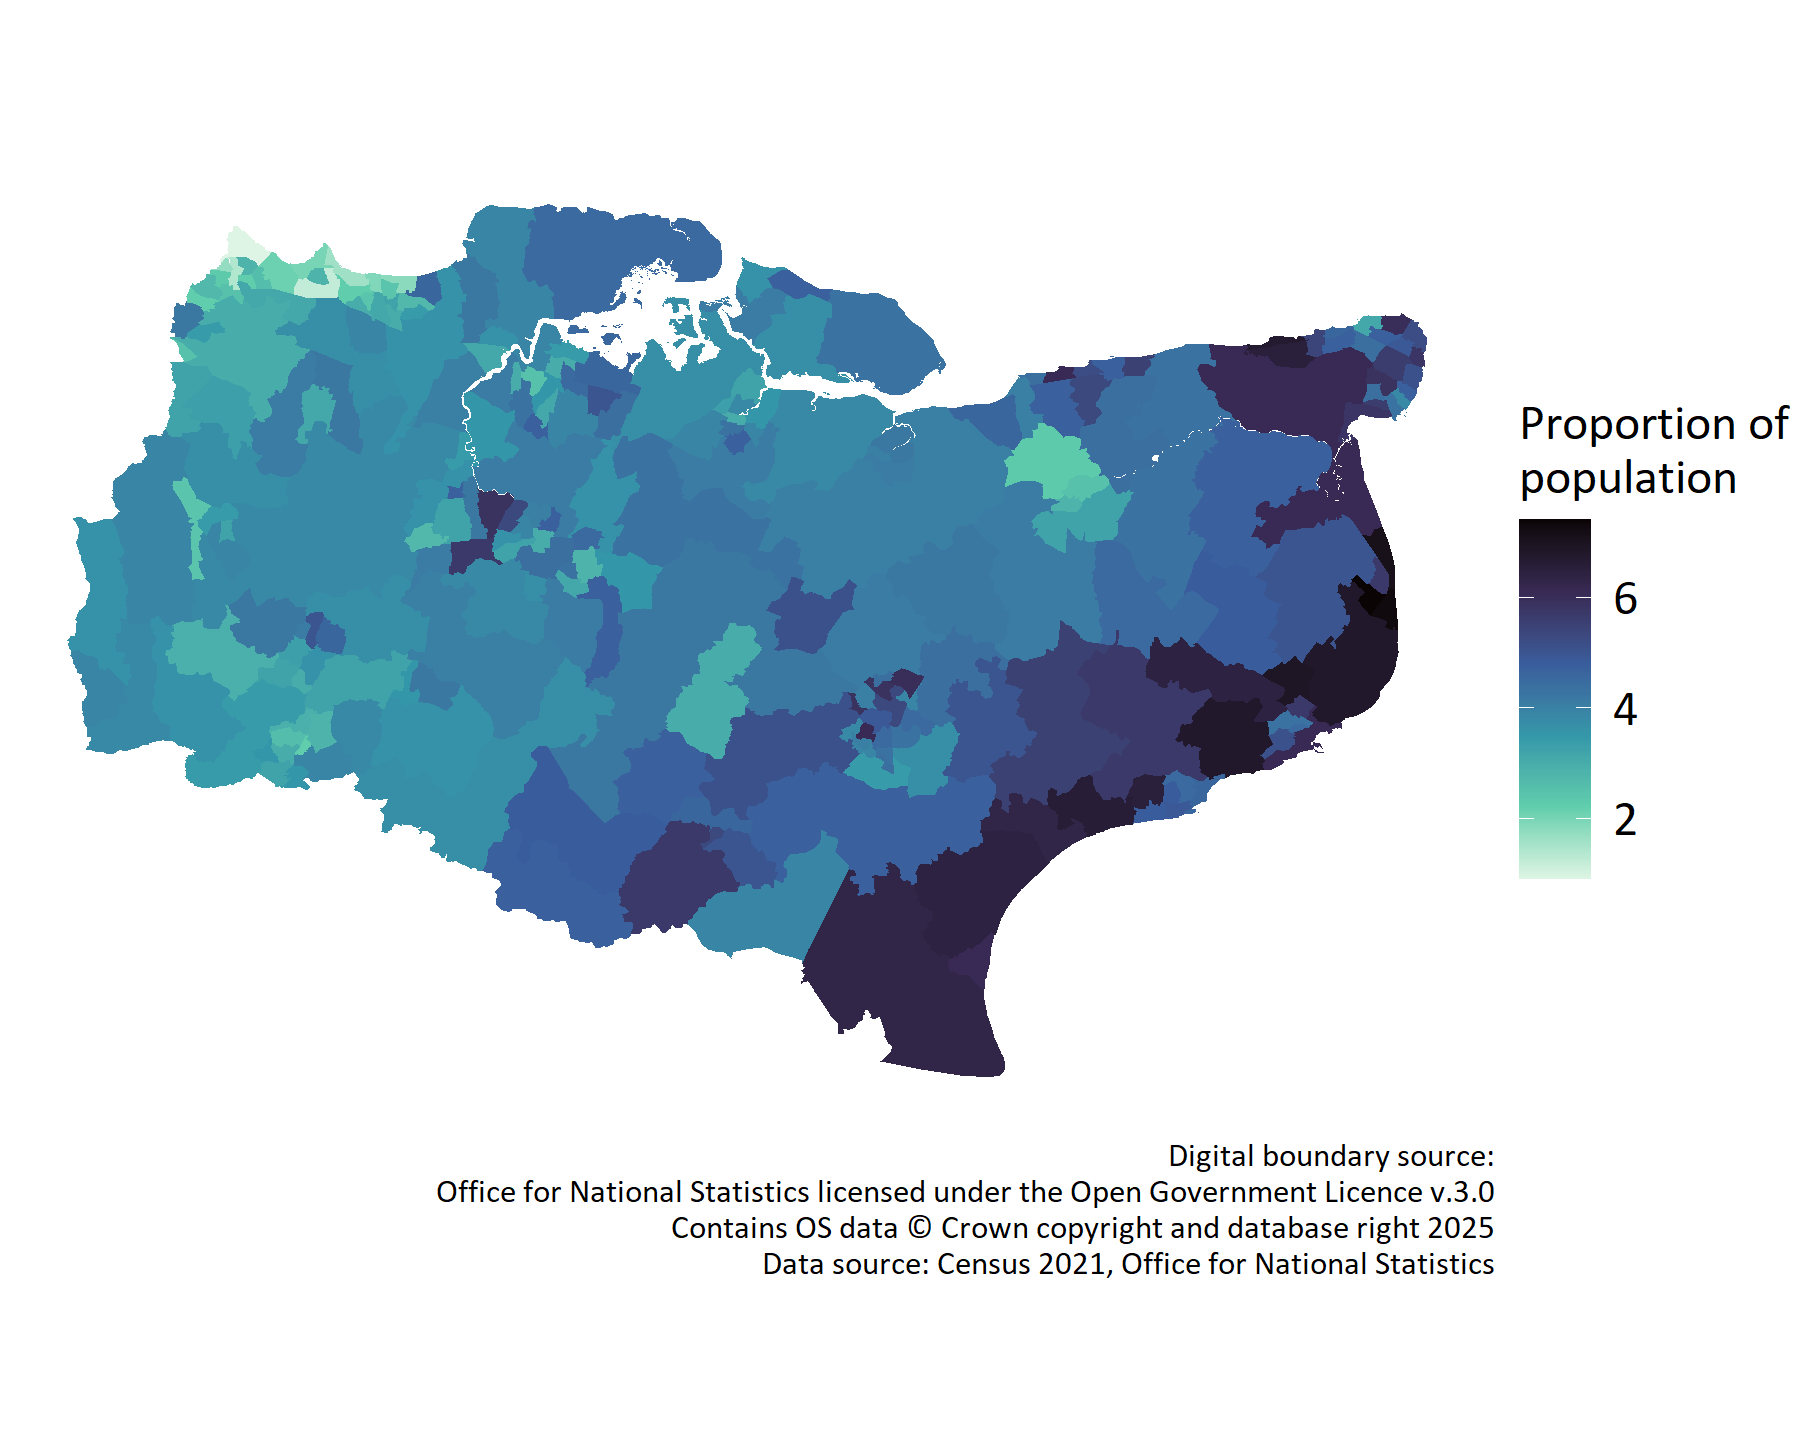 Proportion of
population
6
4
2
Digital boundary source:
Office for National Statistics licensed under the Open Government Licence v.3.0
Contains OS data © Crown copyright and database right 2025
Data source: Census 2021, Office for National Statistics